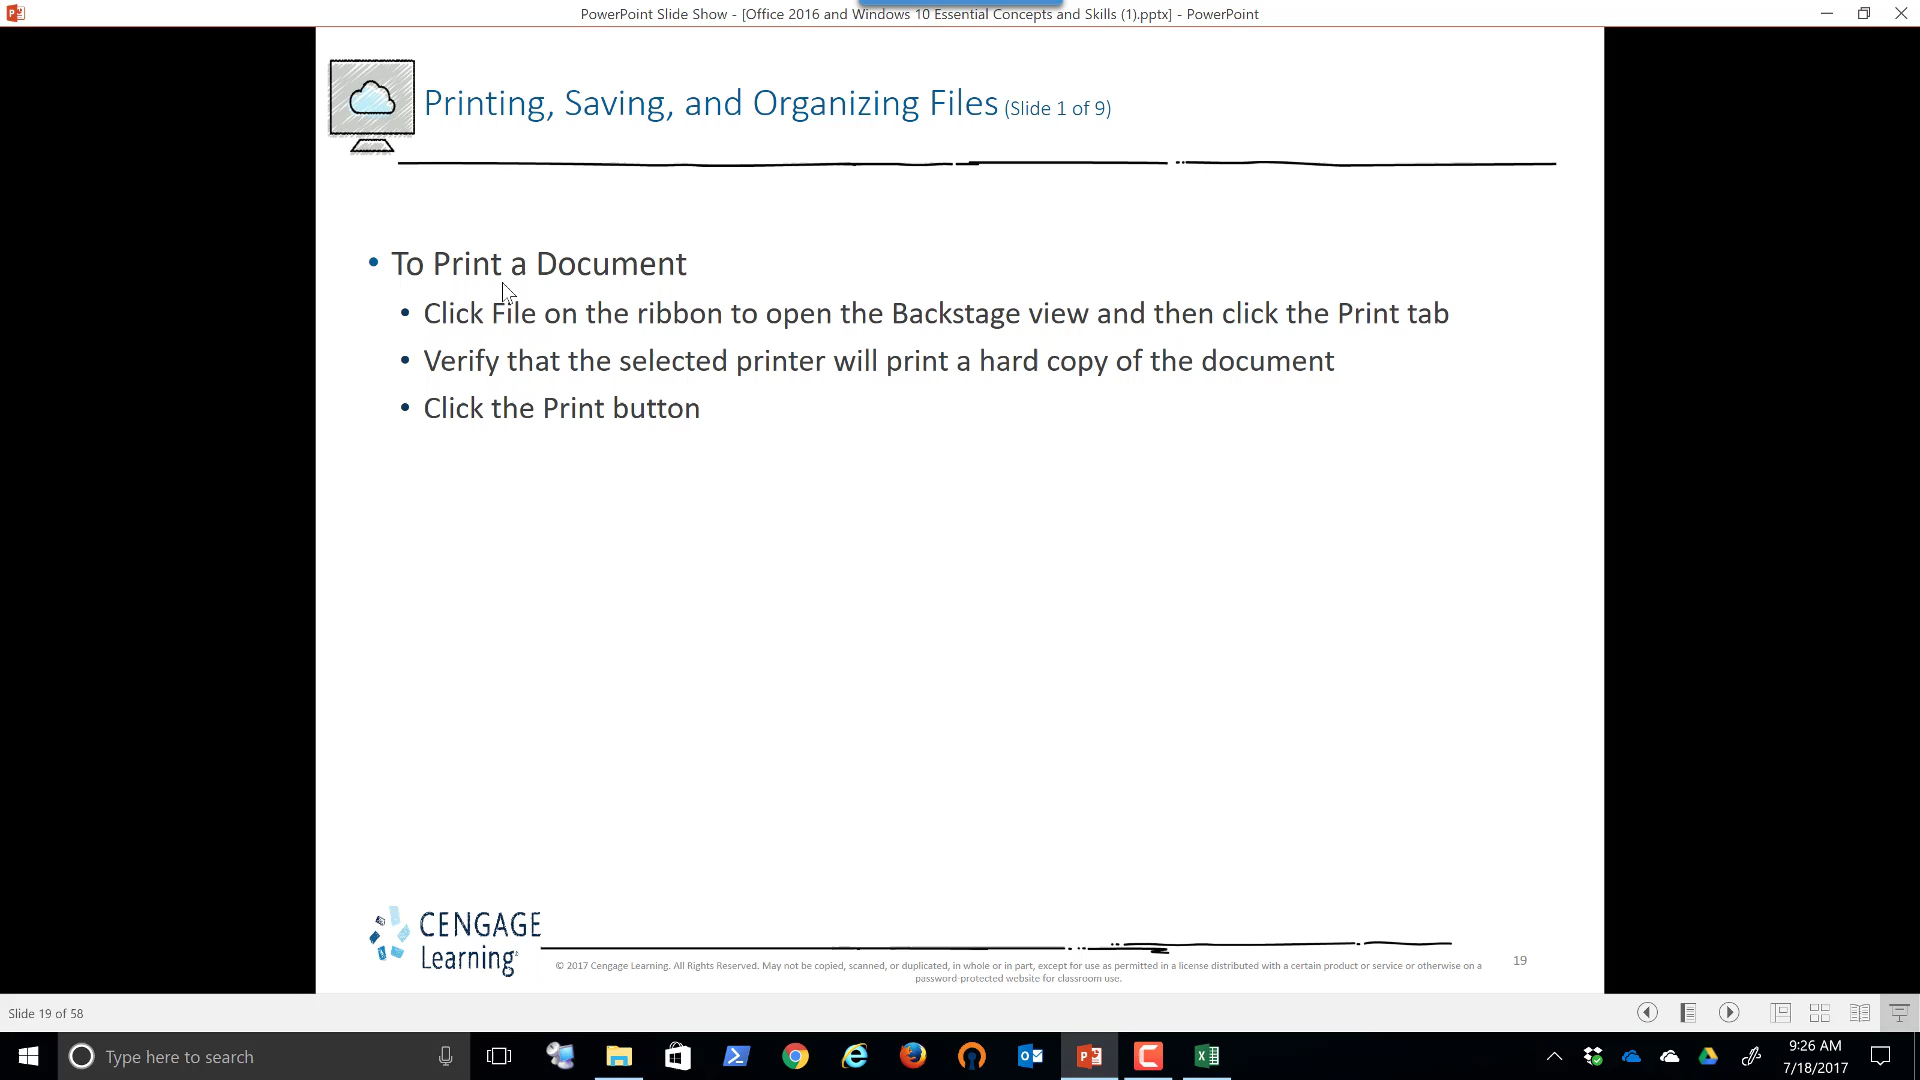 PowerPoint Slide Show - [Office 2016 and Windows 10 Essential Concepts and Skills (1).pptx] - PowerPoint
Printing, Saving, and Organizing Files (Slide 1 of 9)
• To Print a Document
• Click File on the ribbon to open the Backstage view and then click the Print tab
• Verify that the selected printer will print a hard copy of the document
• Click the Print button
CENGAGE
Learning®
© 2017 Cengage Learning. All Rights Reserved. May not be copied, scanned, or duplicated, in whole or in part, except for use as permitted in a license distributed with a certain product or service or otherwise on a
password-protected website for classroom use.
19
Slide 19 of 58
Type here to search
9:26 AM
7/18/2017